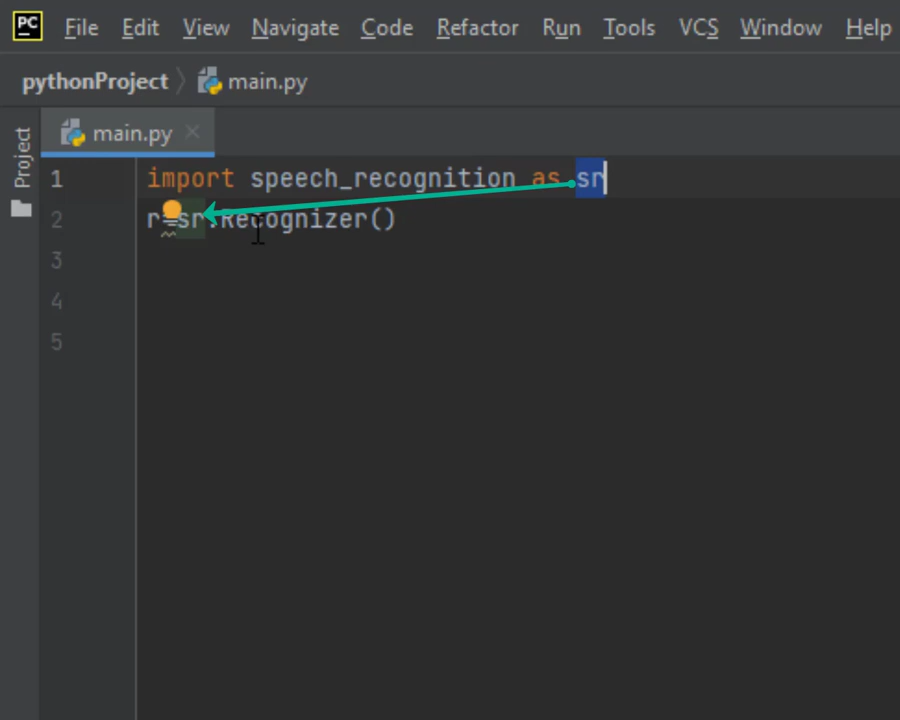 PC File Edit View Navigate Code Refactor Run Tools VCS Window Help
pythonProject main.py
Project
main.py
1 import speech_recognition as sr
2 r=sr.Recognizer()
3
4
5